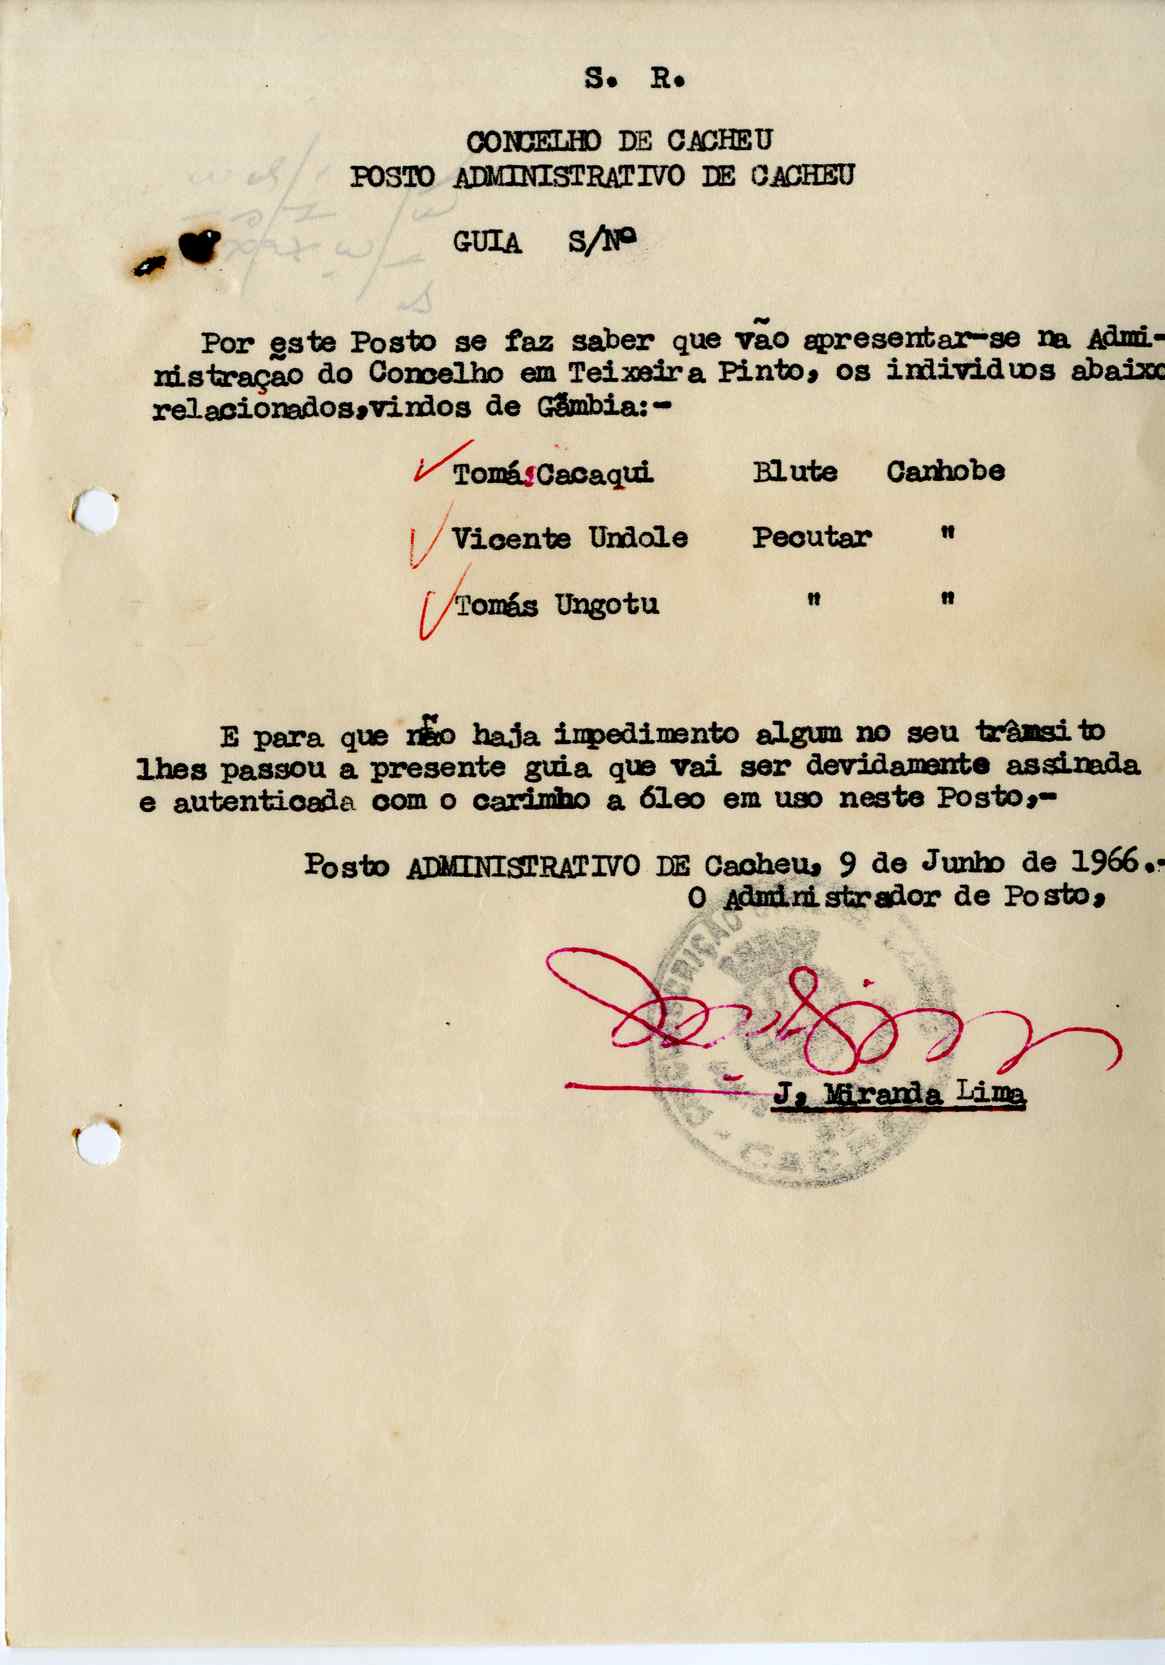 S. R.
CONCELHO DE CACHEU
POSTO ADMINISTRATIVO DE CACHEU
GUIA S/Nº
Por este Posto se faz saber que vão apresentar-se na Admi-
nistração do Concelho em Teixeira Pinto, os individuos abaixo
relacionados,vindos de Gâmbia:-
Tomás Cacaqui Blute Canhobe
Vicente Undole Pecutar "
Tomás Ungotu " "
E para que não haja impedimento algum no seu trânsito
lhes passou a presente guia que vai ser devidamente assinada
e autenticada com o carimbo a óleo em uso neste Posto,-
Posto ADMINISTRATIVO DE Cacheu, 9 de Junho de 1966.-
O Administrador de Posto,
J, Miranda Lima